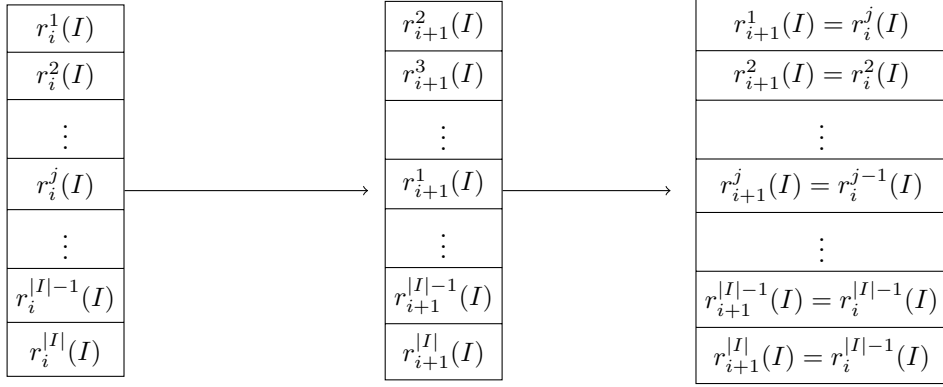 r_i^1(I)
r_i^2(I)
⋮
r_i^j(I)
⋮
r_i^{|I|-1}(I)
r_i^{|I|}(I)
r_{i+1}^2(I)
r_{i+1}^3(I)
⋮
r_{i+1}^1(I)
⋮
r_{i+1}^{|I|-1}(I)
r_{i+1}^{|I|}(I)
r_{i+1}^1(I) = r_i^j(I)
r_{i+1}^2(I) = r_i^2(I)
⋮
r_{i+1}^j(I) = r_i^{j-1}(I)
⋮
r_{i+1}^{|I|-1}(I) = r_i^{|I|-1}(I)
r_{i+1}^{|I|}(I) = r_i^{|I|-1}(I)